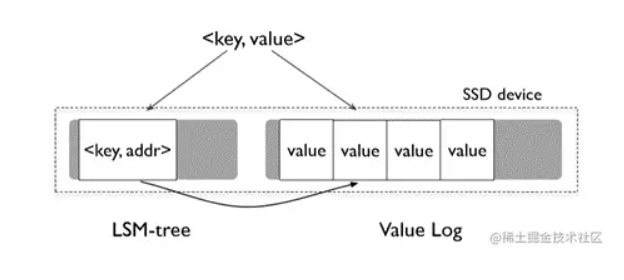 <key, value>
SSD device
<key, addr>
value
value
value
value
LSM-tree
Value Log
@稀土掘金技术社区